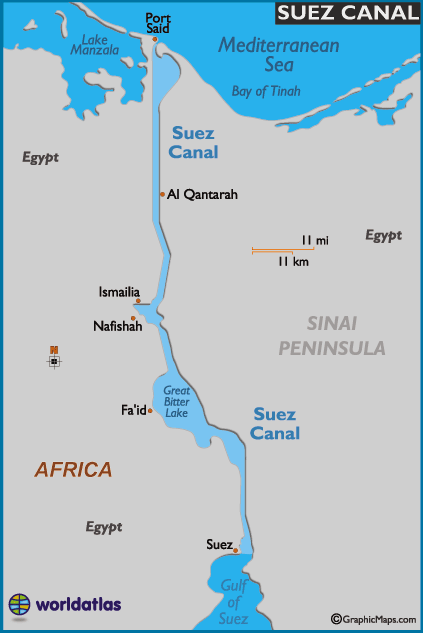 SUEZ CANAL
Port
Said
Lake
Manzala
Mediterranean
Sea
Bay of Tinah
Suez
Canal
Egypt
Al Qantarah
Egypt
11 mi
11 km
Ismailia
Nafishah
SINAI
PENINSULA
N
Great
Bitter
Lake
Fa'id
Suez
Canal
AFRICA
Egypt
Suez
Gulf
of
Suez
worldatlas
©GraphicMaps.com